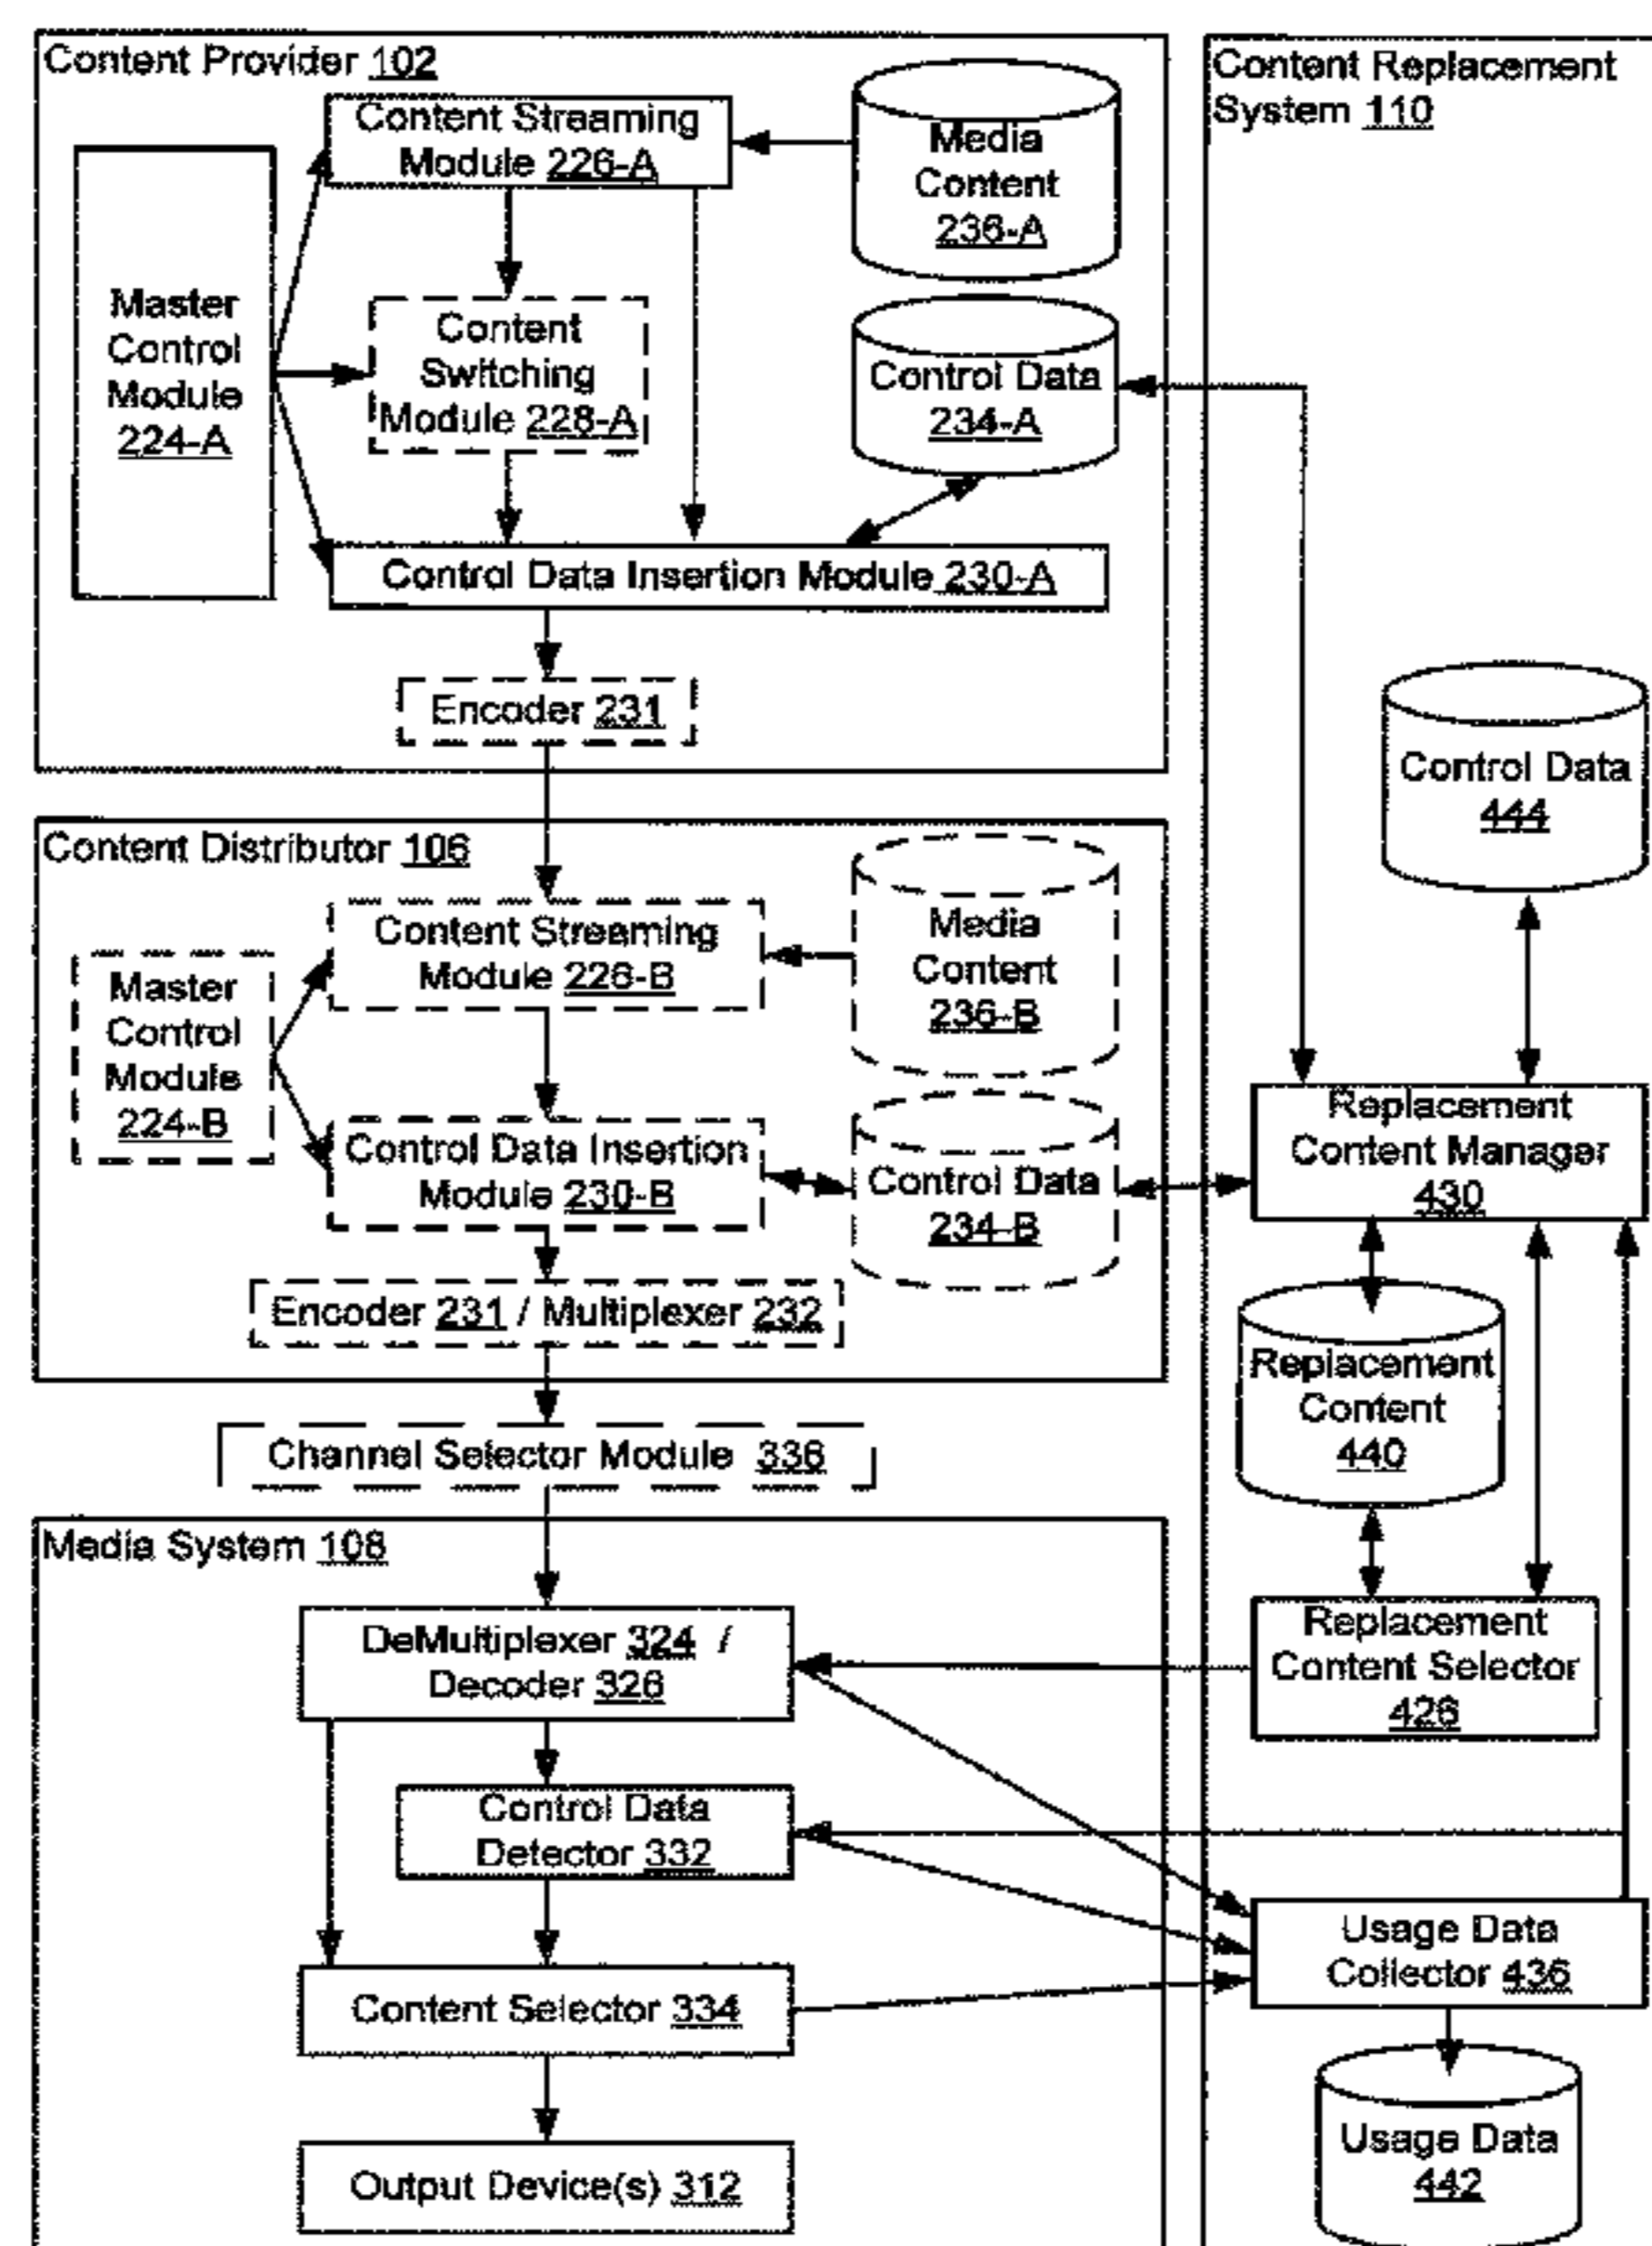 Content Provider 102
Content Streaming
Module 226-A
Media
Content
236-A
Master
Control
Module
224-A
Content
Switching
Module 228-A
Control Data
234-A
Control Data Insertion Module 230-A
Encoder 231
Content Distributor 106
Content Streaming
Module 226-B
Media
Content
236-B
Master
Control
Module
224-B
Control Data Insertion
Module 230-B
Control Data
234-B
Encoder 231 / Multiplexer 232
Channel Selector Module 336
Media System 108
DeMultiplexer 324 /
Decoder 326
Control Data
Detector 332
Content Selector 334
Output Device(s) 312
Content Replacement
System 110
Control Data
444
Replacement
Content Manager
430
Replacement
Content
440
Replacement
Content Selector
426
Usage Data
Collector 436
Usage Data
442